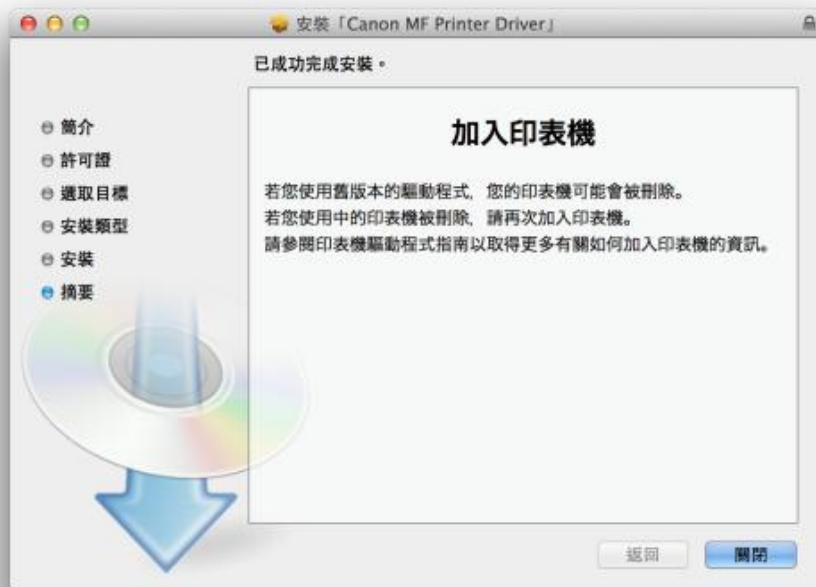 安裝「Canon MF Printer Driver」
已成功完成安裝。
簡介
許可證
選取目標
安裝類型
安裝
摘要
加入印表機
若您使用舊版本的驅動程式, 您的印表機可能會被刪除。
若您使用中的印表機被刪除, 請再次加入印表機。
請參閱印表機驅動程式指南以取得更多有關如何加入印表機的資訊。
返回
關閉